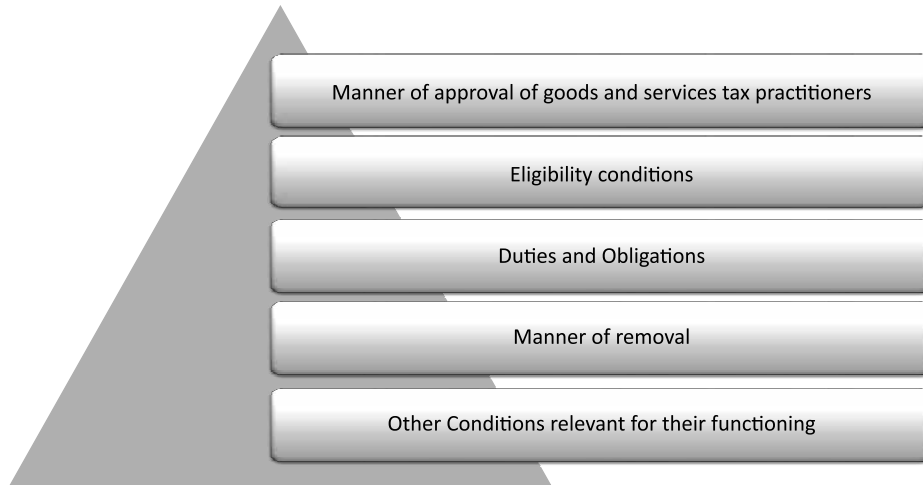 Manner of approval of goods and services tax practitioners
Eligibility conditions
Duties and Obligations
Manner of removal
Other Conditions relevant for their functioning